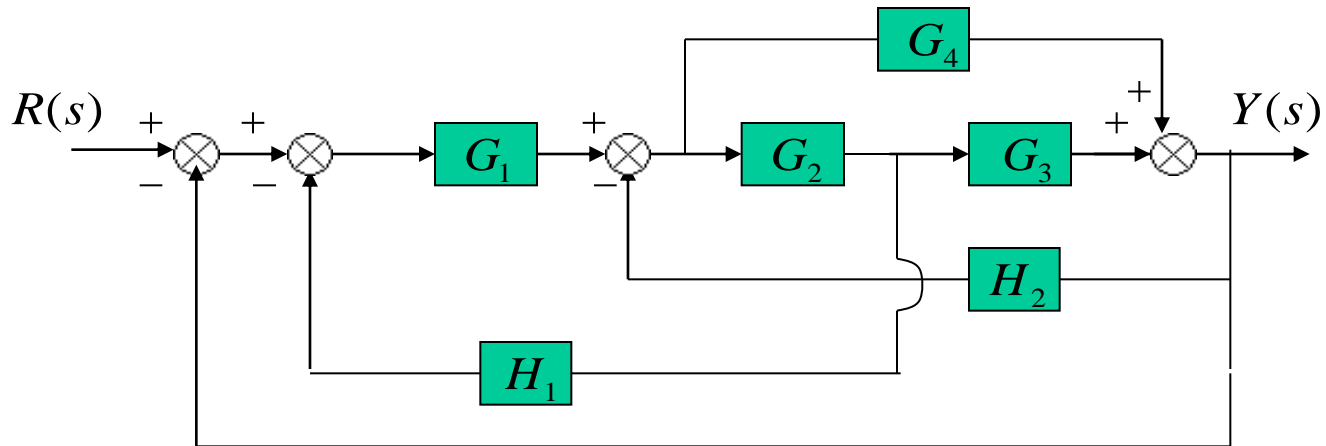 G₄
R(s) + + + + + Y(s)
G₁ G₂ G₃
− − −
H₂
H₁